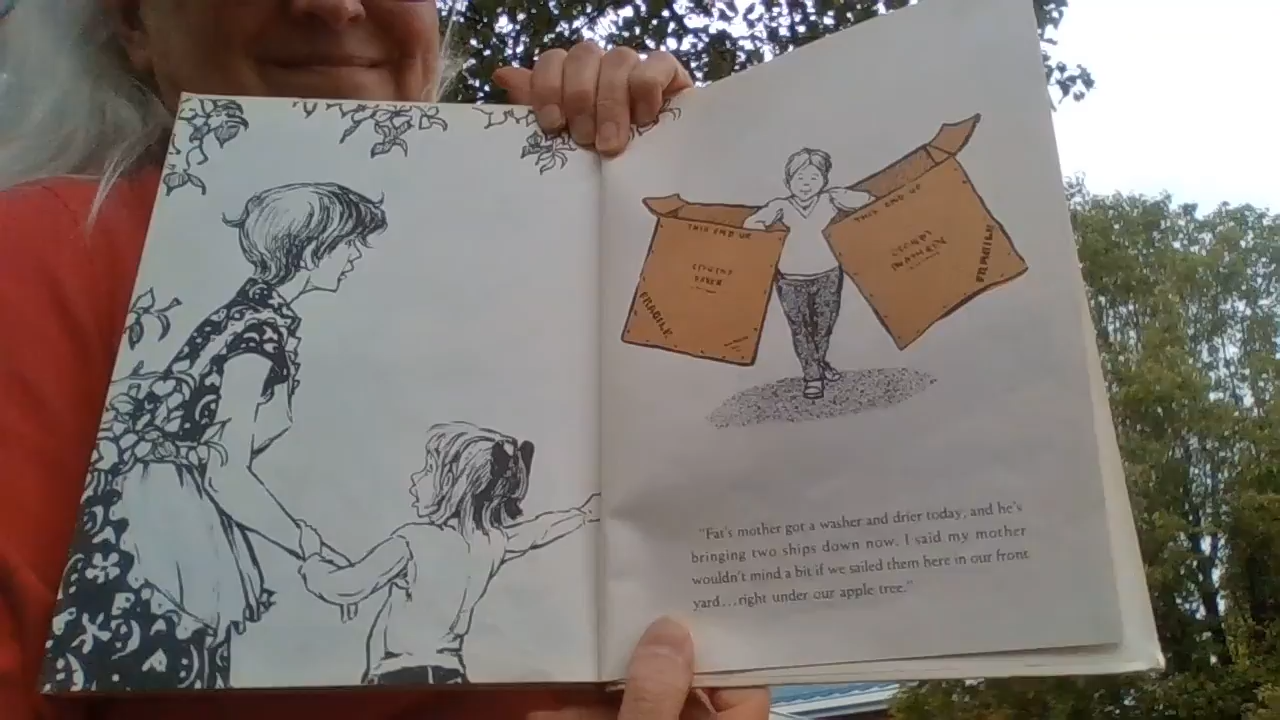 THIS END UP
FRAGILE
THIS END UP
FRAGILE
"Fat's mother got a washer and drier today, and he's
bringing two ships down now. I said my mother
wouldn't mind a bit if we sailed them here in our front
yard...right under our apple tree."